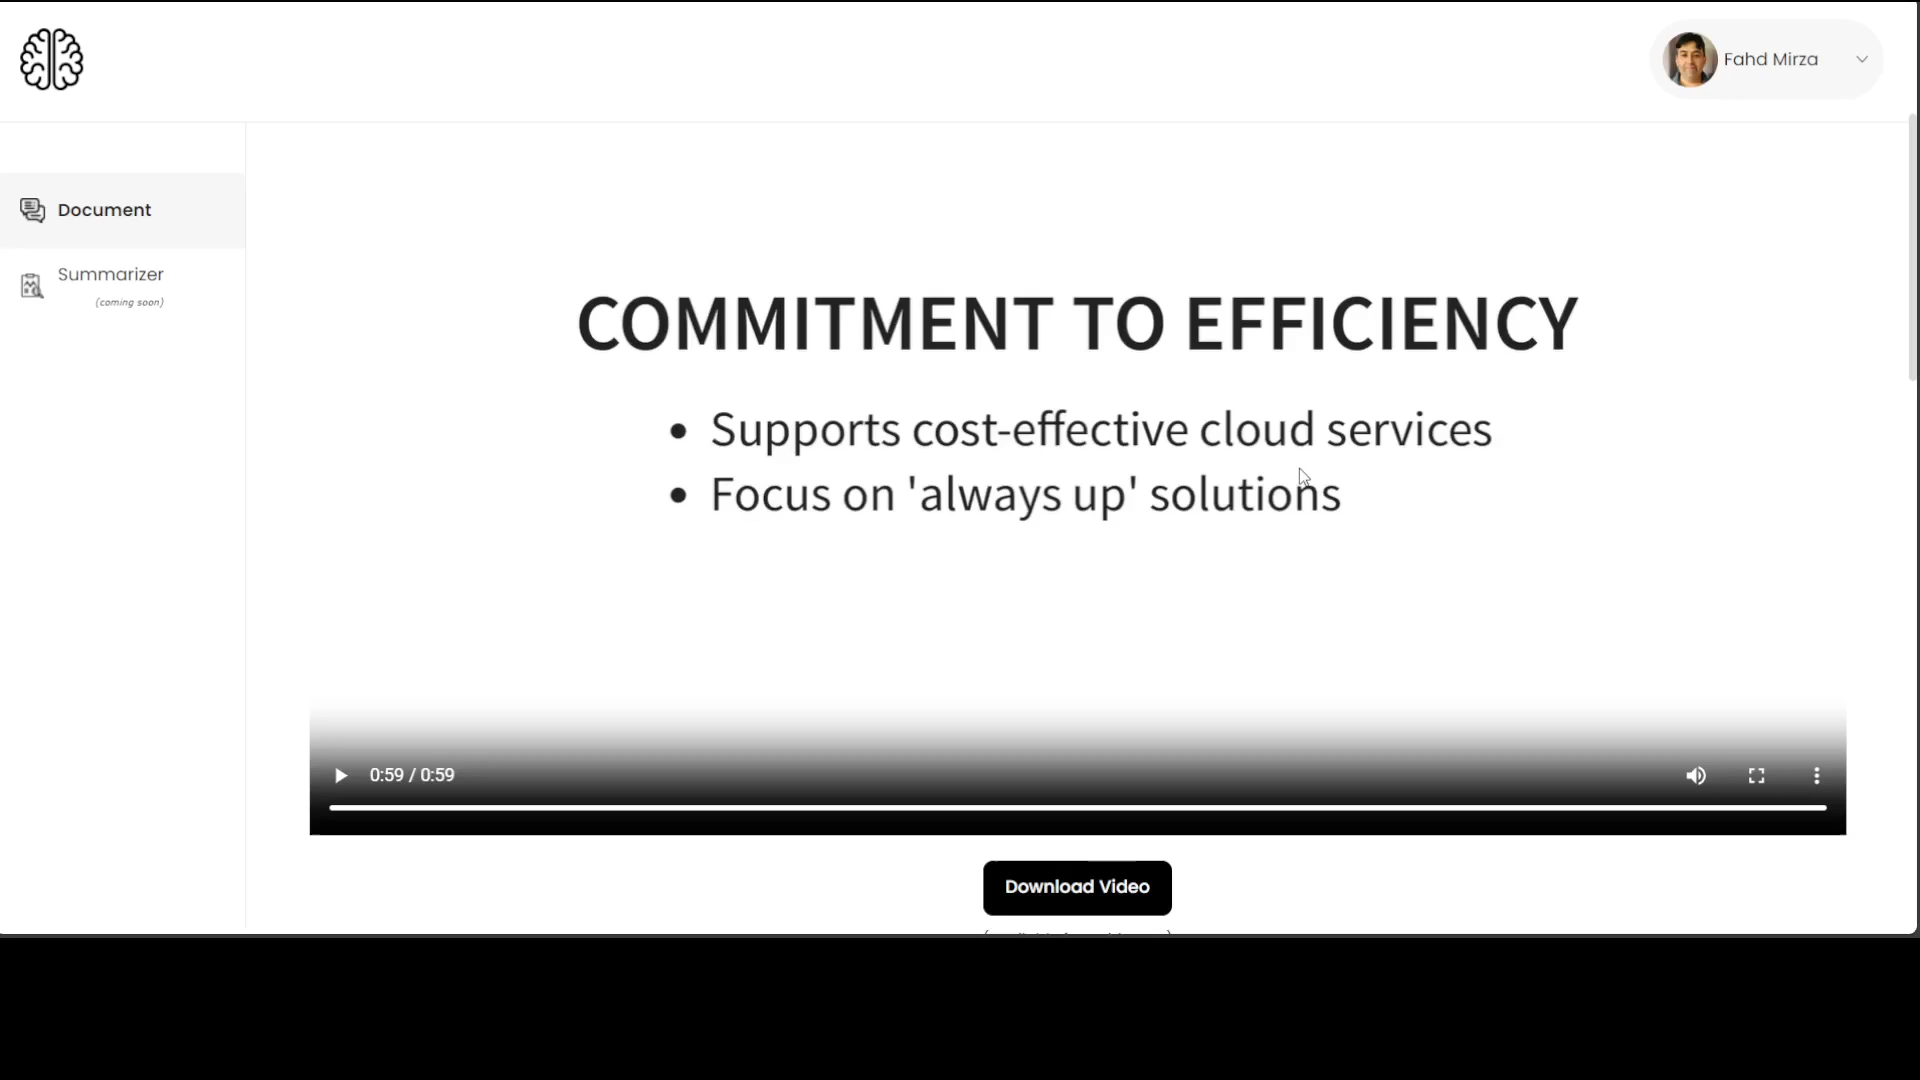 Fahd Mirza
Document
Summarizer
(coming soon)
COMMITMENT TO EFFICIENCY
• Supports cost-effective cloud services
• Focus on 'always up' solutions
0:59 / 0:59
Download Video